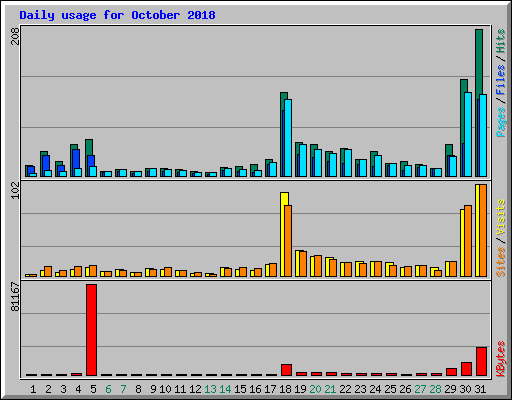 Daily usage for October 2018
208
Pages / Files / Hits
102
Sites / Visits
81167
KBytes
1 2 3 4 5 6 7 8 9 10 11 12 13 14 15 16 17 18 19 20 21 22 23 24 25 26 27 28 29 30 31